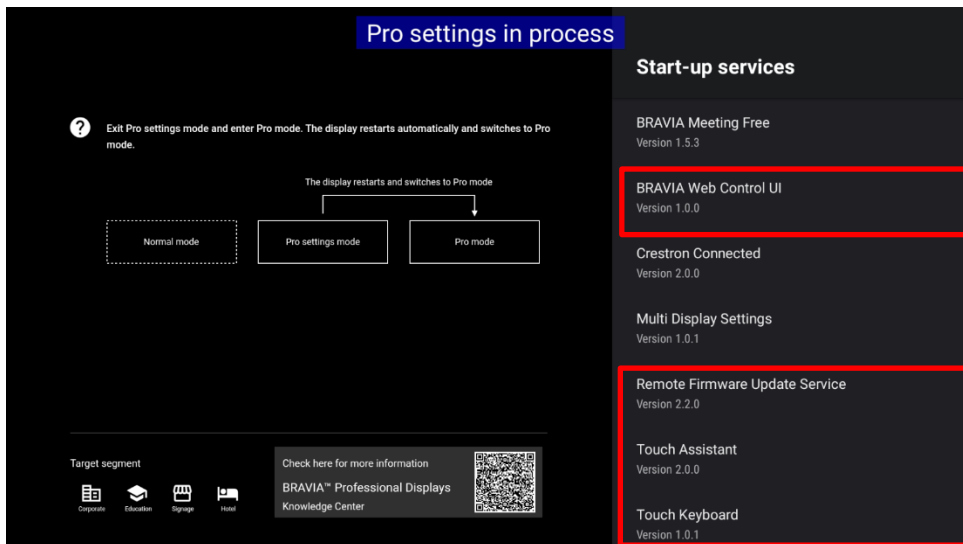 Pro settings in process
Exit Pro settings mode and enter Pro mode. The display restarts automatically and switches to Pro
mode.
The display restarts and switches to Pro mode
Normal mode
Pro settings mode
Pro mode
Target segment
Corporate
Education
Signage
Hotel
Check here for more information
BRAVIA™ Professional Displays
Knowledge Center
Start-up services
BRAVIA Meeting Free
Version 1.5.3
BRAVIA Web Control UI
Version 1.0.0
Crestron Connected
Version 2.0.0
Multi Display Settings
Version 1.0.1
Remote Firmware Update Service
Version 2.2.0
Touch Assistant
Version 2.0.0
Touch Keyboard
Version 1.0.1